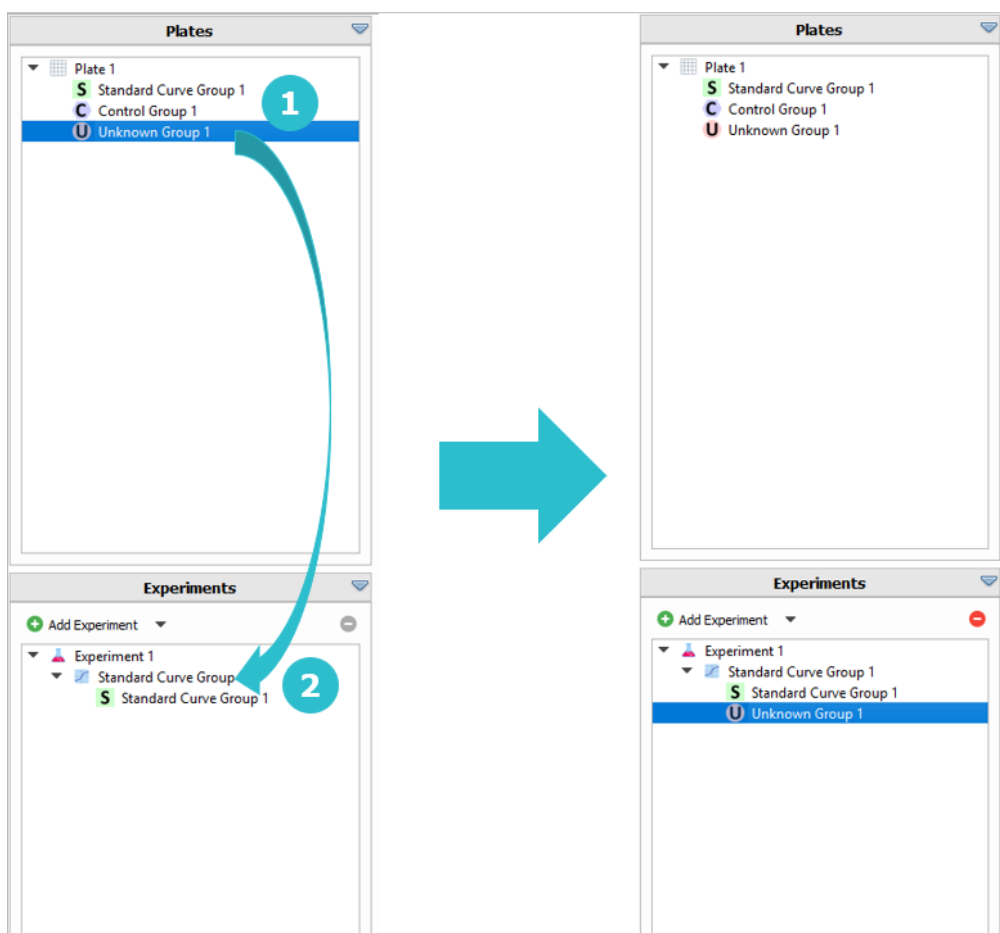 Plates
Plate 1
S Standard Curve Group 1
C Control Group 1
U Unknown Group 1
1
Experiments
Add Experiment
Experiment 1
Standard Curve Group
S Standard Curve Group 1
2
Plates
Plate 1
S Standard Curve Group 1
C Control Group 1
U Unknown Group 1
Experiments
Add Experiment
Experiment 1
Standard Curve Group 1
S Standard Curve Group 1
U Unknown Group 1